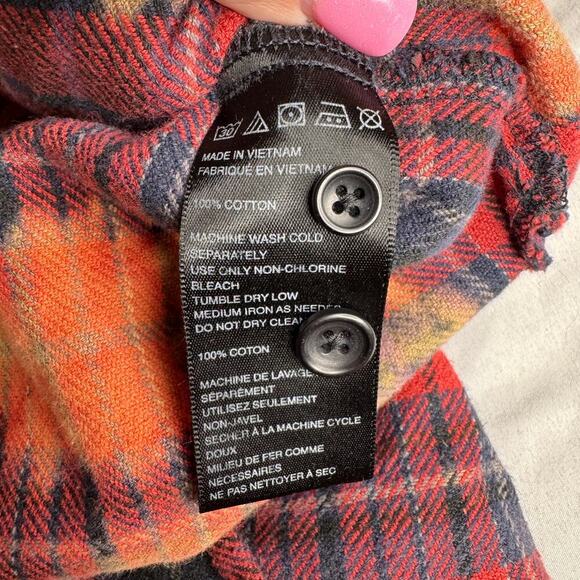 30
MADE IN VIETNAM
FABRIQUÉ EN VIETNAM
100% COTTON
MACHINE WASH COLD
SEPARATELY
USE ONLY NON-CHLORINE
BLEACH
TUMBLE DRY LOW
MEDIUM IRON AS NEEDED
DO NOT DRY CLEAN
100% COTON
MACHINE DE LAVAGE
SÉPARÉMENT
UTILISEZ SEULEMENT
NON-JAVEL
SÉCHER À LA MACHINE CYCLE
DOUX
MILIEU DE FER COMME
NÉCESSAIRES
NE PAS NETTOYER À SEC